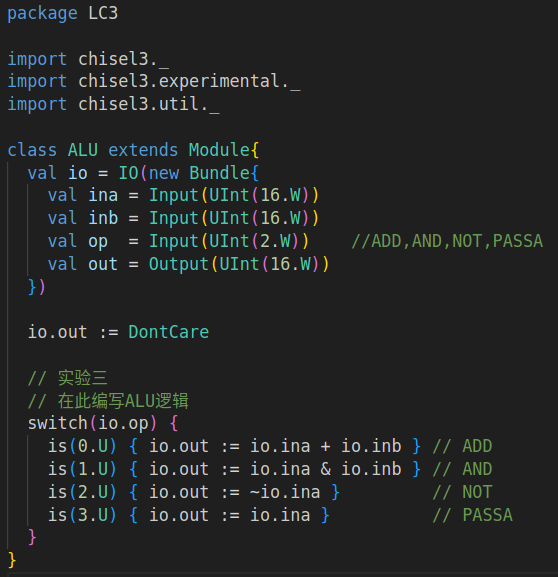 package LC3
import chisel3._
import chisel3.experimental._
import chisel3.util._
class ALU extends Module{
  val io = IO(new Bundle{
    val ina = Input(UInt(16.W))
    val inb = Input(UInt(16.W))
    val op  = Input(UInt(2.W))    //ADD,AND,NOT,PASSA
    val out = Output(UInt(16.W))
  })
  io.out := DontCare
  // 实验三
  // 在此编写ALU逻辑
  switch(io.op) {
    is(0.U) { io.out := io.ina + io.inb } // ADD
    is(1.U) { io.out := io.ina & io.inb } // AND
    is(2.U) { io.out := ~io.ina }         // NOT
    is(3.U) { io.out := io.ina }          // PASSA
  }
}